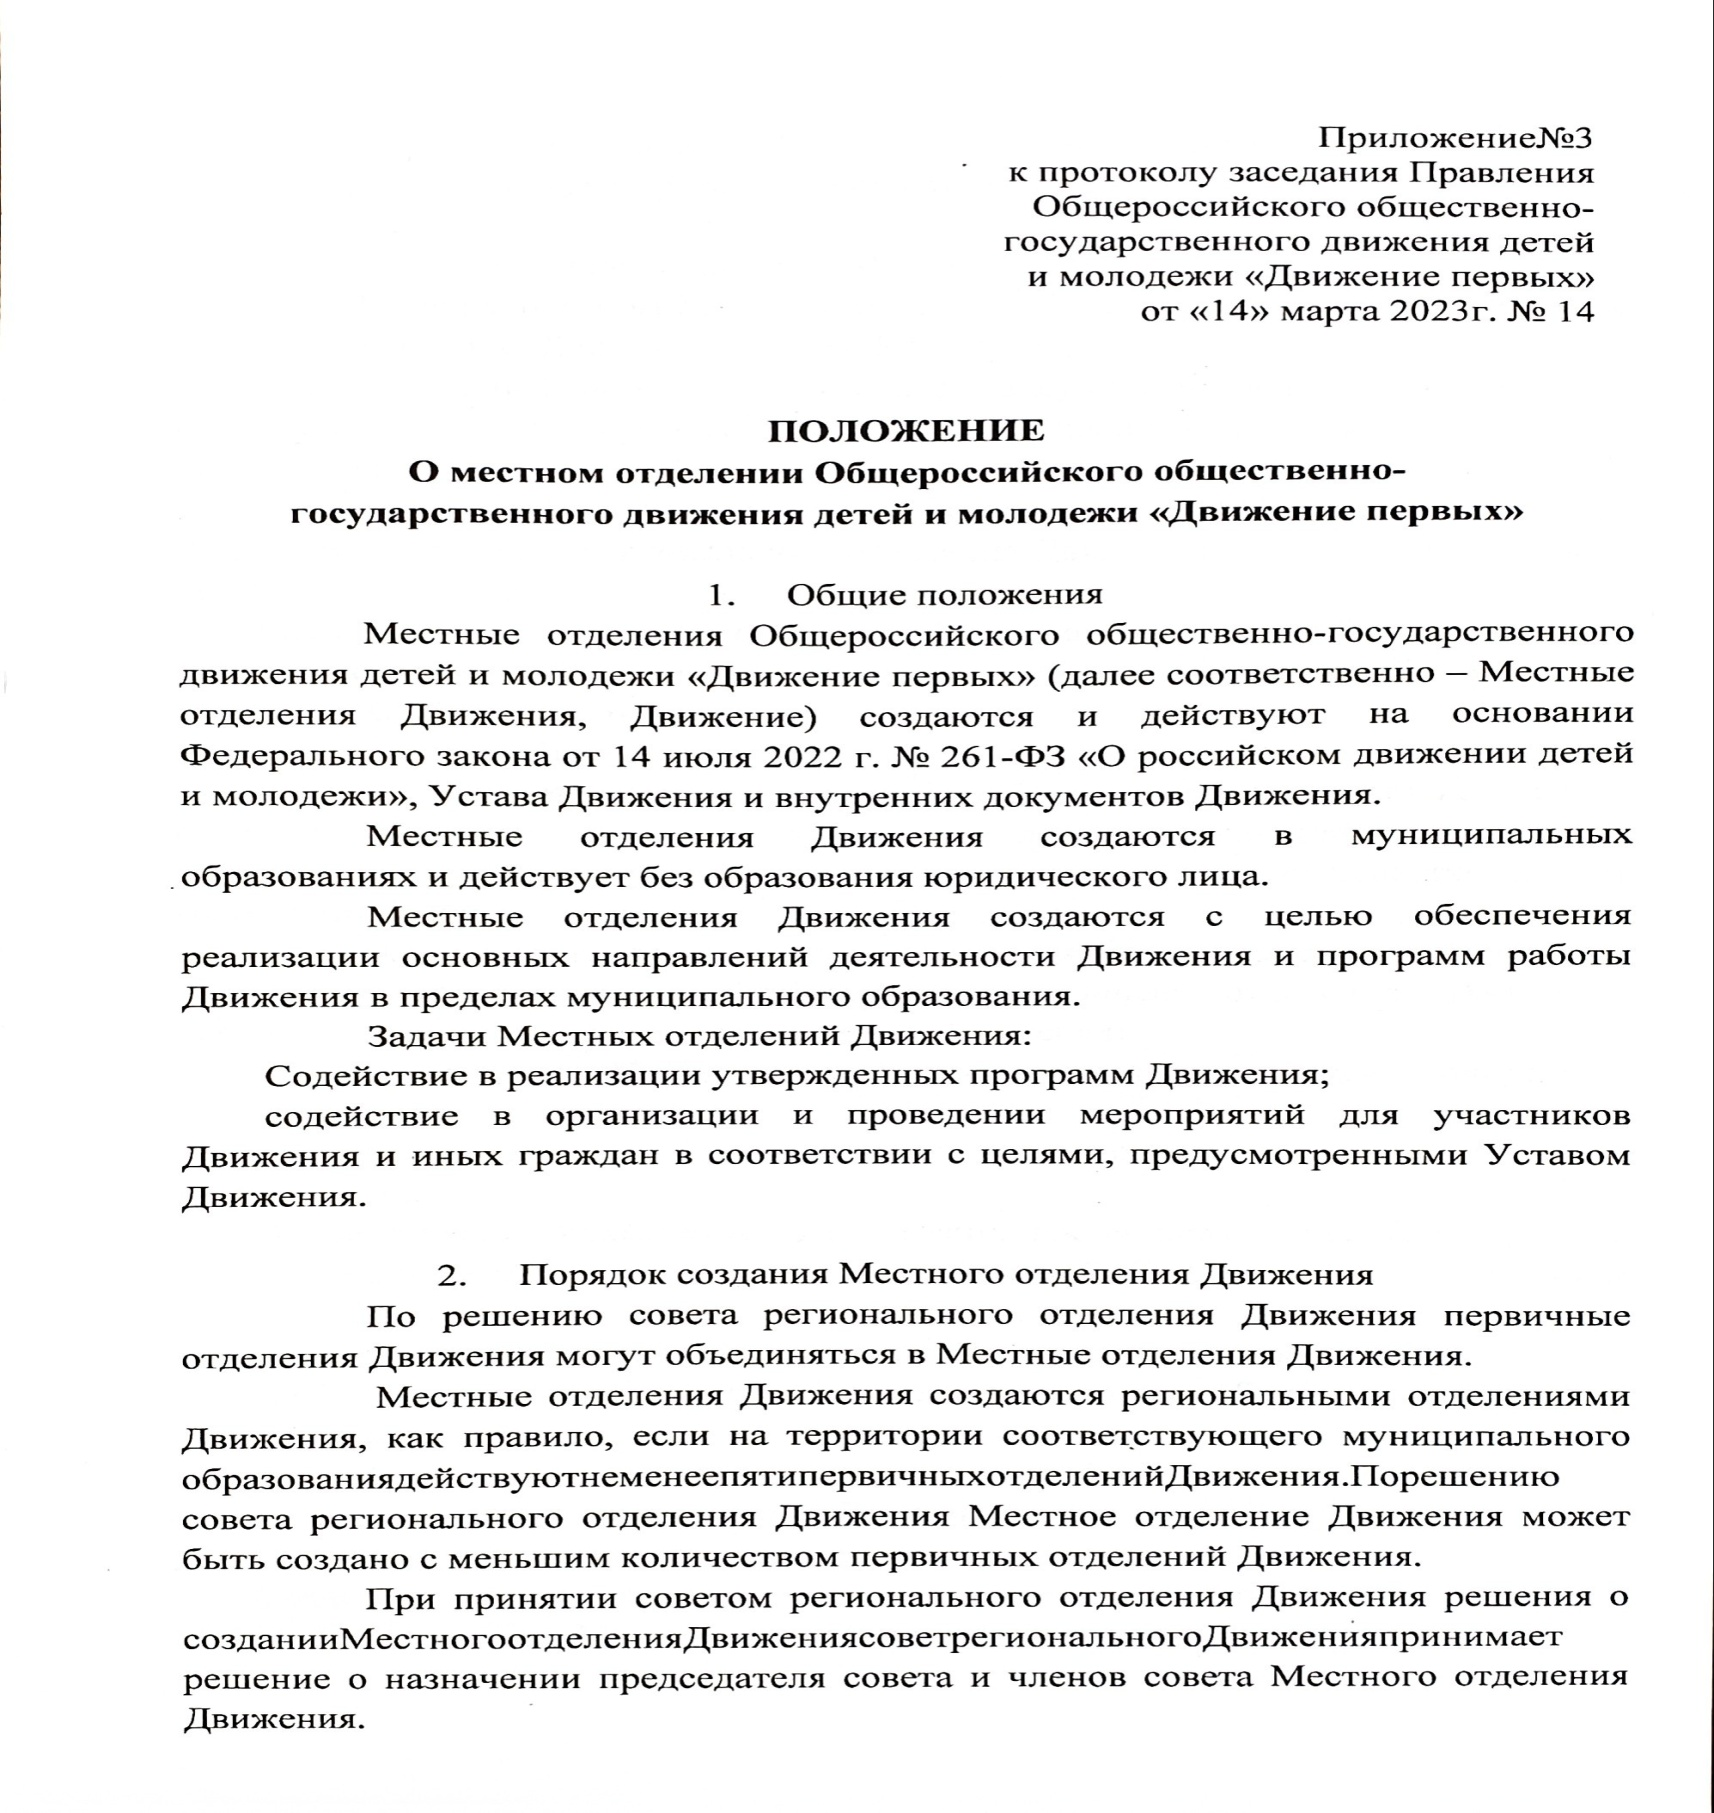 Приложение№3
к протоколу заседания Правления
Общероссийского общественно-
государственного движения детей
и молодежи «Движение первых»
от «14» марта 2023г. № 14
ПОЛОЖЕНИЕ
О местном отделении Общероссийского общественно-
государственного движения детей и молодежи «Движение первых»
1. Общие положения
Местные отделения Общероссийского общественно-государственного
движения детей и молодежи «Движение первых» (далее соответственно – Местные
отделения Движения, Движение) создаются и действуют на основании
Федерального закона от 14 июля 2022 г. № 261-ФЗ «О российском движении детей
и молодежи», Устава Движения и внутренних документов Движения.
Местные отделения Движения создаются в муниципальных
образованиях и действует без образования юридического лица.
Местные отделения Движения создаются с целью обеспечения
реализации основных направлений деятельности Движения и программ работы
Движения в пределах муниципального образования.
Задачи Местных отделений Движения:
Содействие в реализации утвержденных программ Движения;
содействие в организации и проведении мероприятий для участников
Движения и иных граждан в соответствии с целями, предусмотренными Уставом
Движения.
2. Порядок создания Местного отделения Движения
По решению совета регионального отделения Движения первичные
отделения Движения могут объединяться в Местные отделения Движения.
Местные отделения Движения создаются региональными отделениями
Движения, как правило, если на территории соответствующего муниципального
образованиядействуютнеменеепятипервичныхотделенийДвижения.Порешению
совета регионального отделения Движения Местное отделение Движения может
быть создано с меньшим количеством первичных отделений Движения.
При принятии советом регионального отделения Движения решения о
созданииМестногоотделенияДвижениясоветрегиональногоДвиженияпринимает
решение о назначении председателя совета и членов совета Местного отделения
Движения.